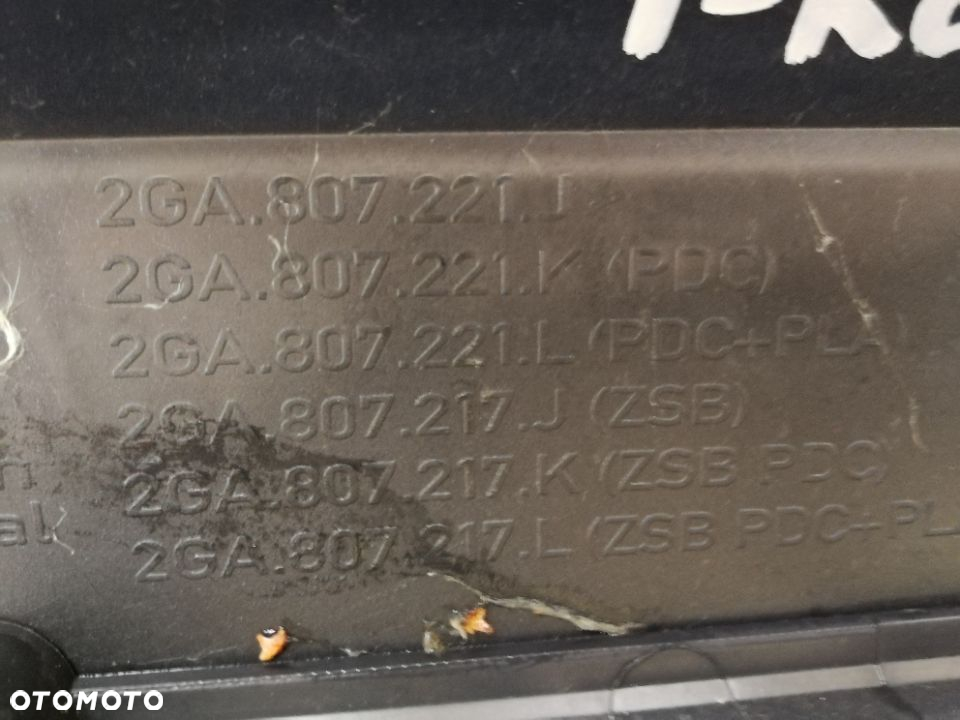 2GA.807.221.J
2GA.807.221.K (PDC)
2GA.807.221.L (PDC+PLA)
2GA.807.217.J (ZSB)
2GA.807.217.K (ZSB PDC)
2GA.807.217.L (ZSB PDC+PLA
OTOMOTO